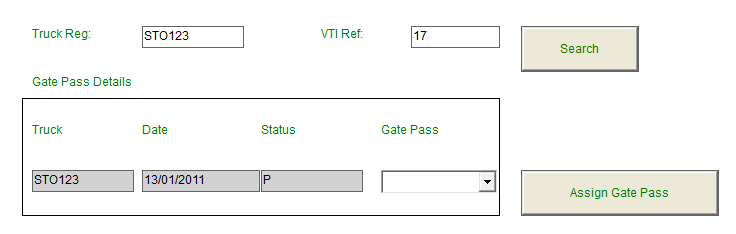 Truck Reg: STO123 VTI Ref: 17 Search
Gate Pass Details
Truck Date Status Gate Pass
STO123 13/01/2011 P Assign Gate Pass